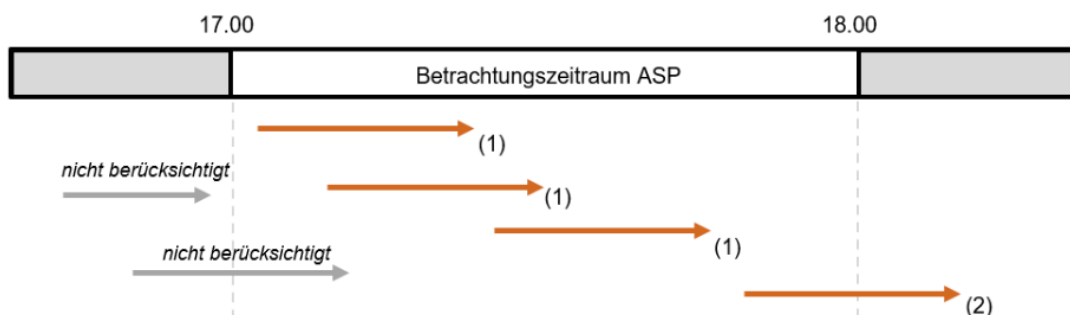 17.00 18.00
Betrachtungszeitraum ASP
(1)
nicht berücksichtigt
(1)
(1)
nicht berücksichtigt
(2)